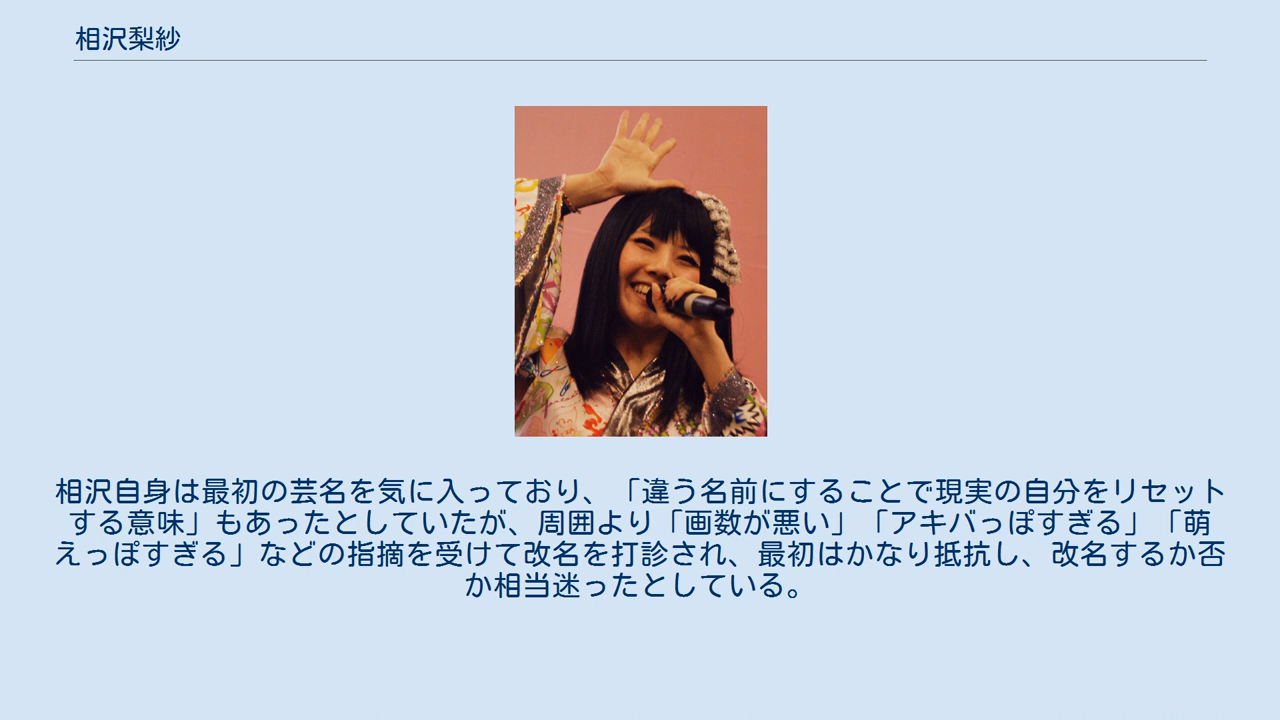 相沢梨紗
相沢自身は最初の芸名を気に入っており、「違う名前にすることで現実の自分をリセット
する意味」もあったとしていたが、周囲より「画数が悪い」「アキバっぽすぎる」「萌
えっぽすぎる」などの指摘を受けて改名を打診され、最初はかなり抵抗し、改名するか否
か相当迷ったとしている。